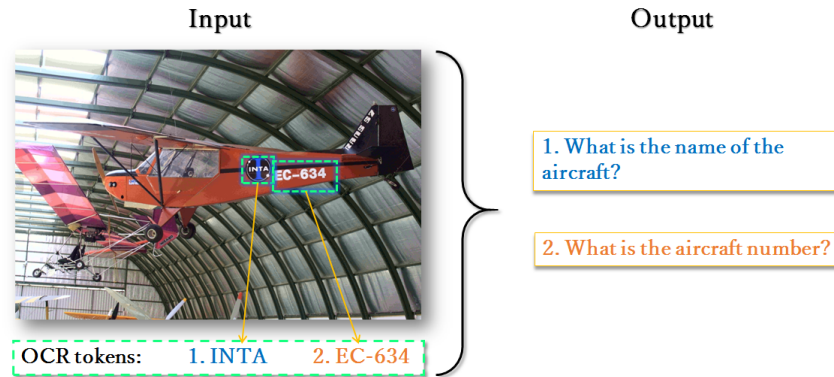 Input
Output
INTA
EC-634
1. What is the name of the
aircraft?
2. What is the aircraft number?
OCR tokens: 1. INTA 2. EC-634